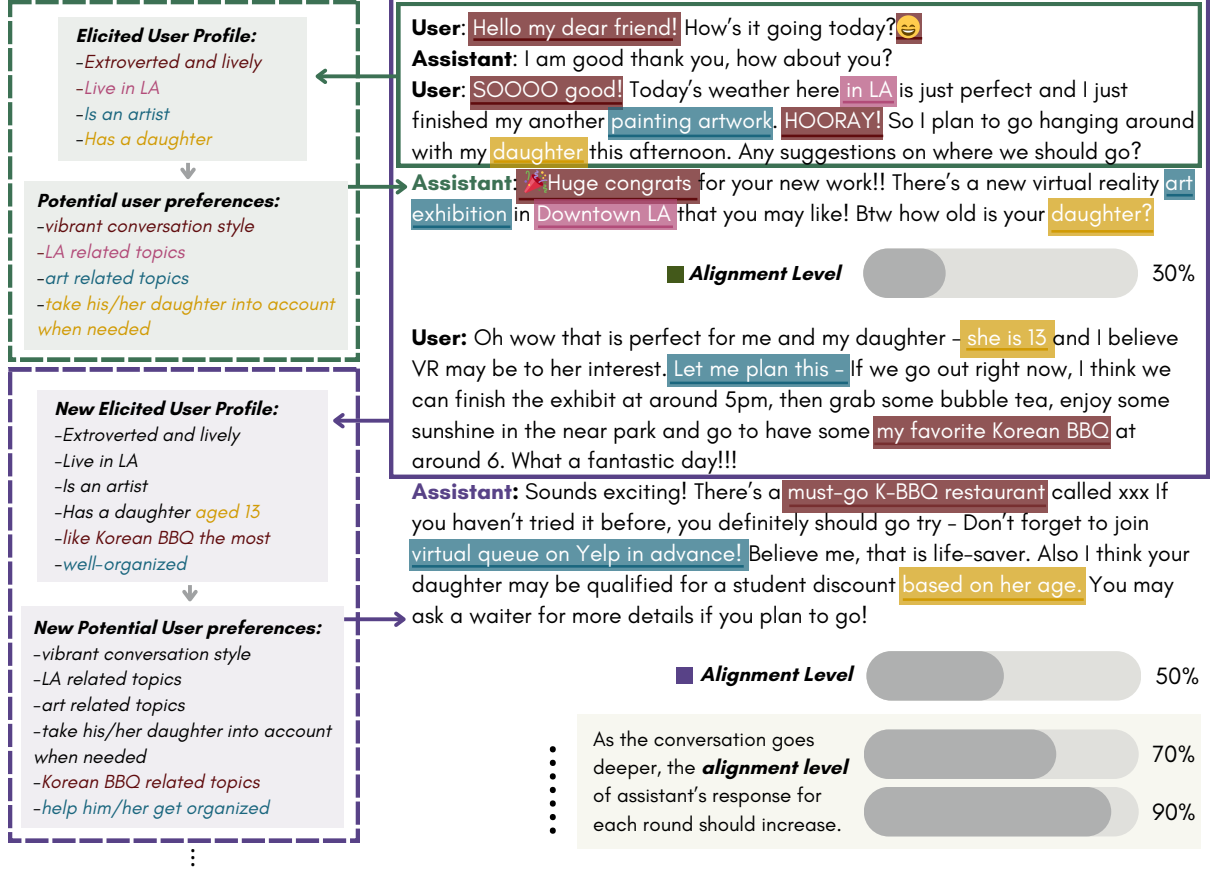 Elicited User Profile:
-Extroverted and lively
-Live in LA
-Is an artist
-Has a daughter
Potential user preferences:
-vibrant conversation style
-LA related topics
-art related topics
-take his/her daughter into account
when needed
New Elicited User Profile:
-Extroverted and lively
-Live in LA
-Is an artist
-Has a daughter aged 13
-like Korean BBQ the most
-well-organized
New Potential User preferences:
-vibrant conversation style
-LA related topics
-art related topics
-take his/her daughter into account
when needed
-Korean BBQ related topics
-help him/her get organized
User: Hello my dear friend! How's it going today?😄
Assistant: I am good thank you, how about you?
User: SOOOO good! Today's weather here in LA is just perfect and I just
finished my another painting artwork. HOORAY! So I plan to go hanging around
with my daughter this afternoon. Any suggestions on where we should go?
Assistant: 🎉Huge congrats for your new work!! There's a new virtual reality art
exhibition in Downtown LA that you may like! Btw how old is your daughter?
Alignment Level
30%
User: Oh wow that is perfect for me and my daughter – she is 13 and I believe
VR may be to her interest. Let me plan this – If we go out right now, I think we
can finish the exhibit at around 5pm, then grab some bubble tea, enjoy some
sunshine in the near park and go to have some my favorite Korean BBQ at
around 6. What a fantastic day!!!
Assistant: Sounds exciting! There's a must-go K-BBQ restaurant called xxx If
you haven't tried it before, you definitely should go try – Don't forget to join
virtual queue on Yelp in advance! Believe me, that is life-saver. Also I think your
daughter may be qualified for a student discount based on her age. You may
ask a waiter for more details if you plan to go!
Alignment Level
50%
As the conversation goes
deeper, the alignment level
of assistant's response for
each round should increase.
70%
90%